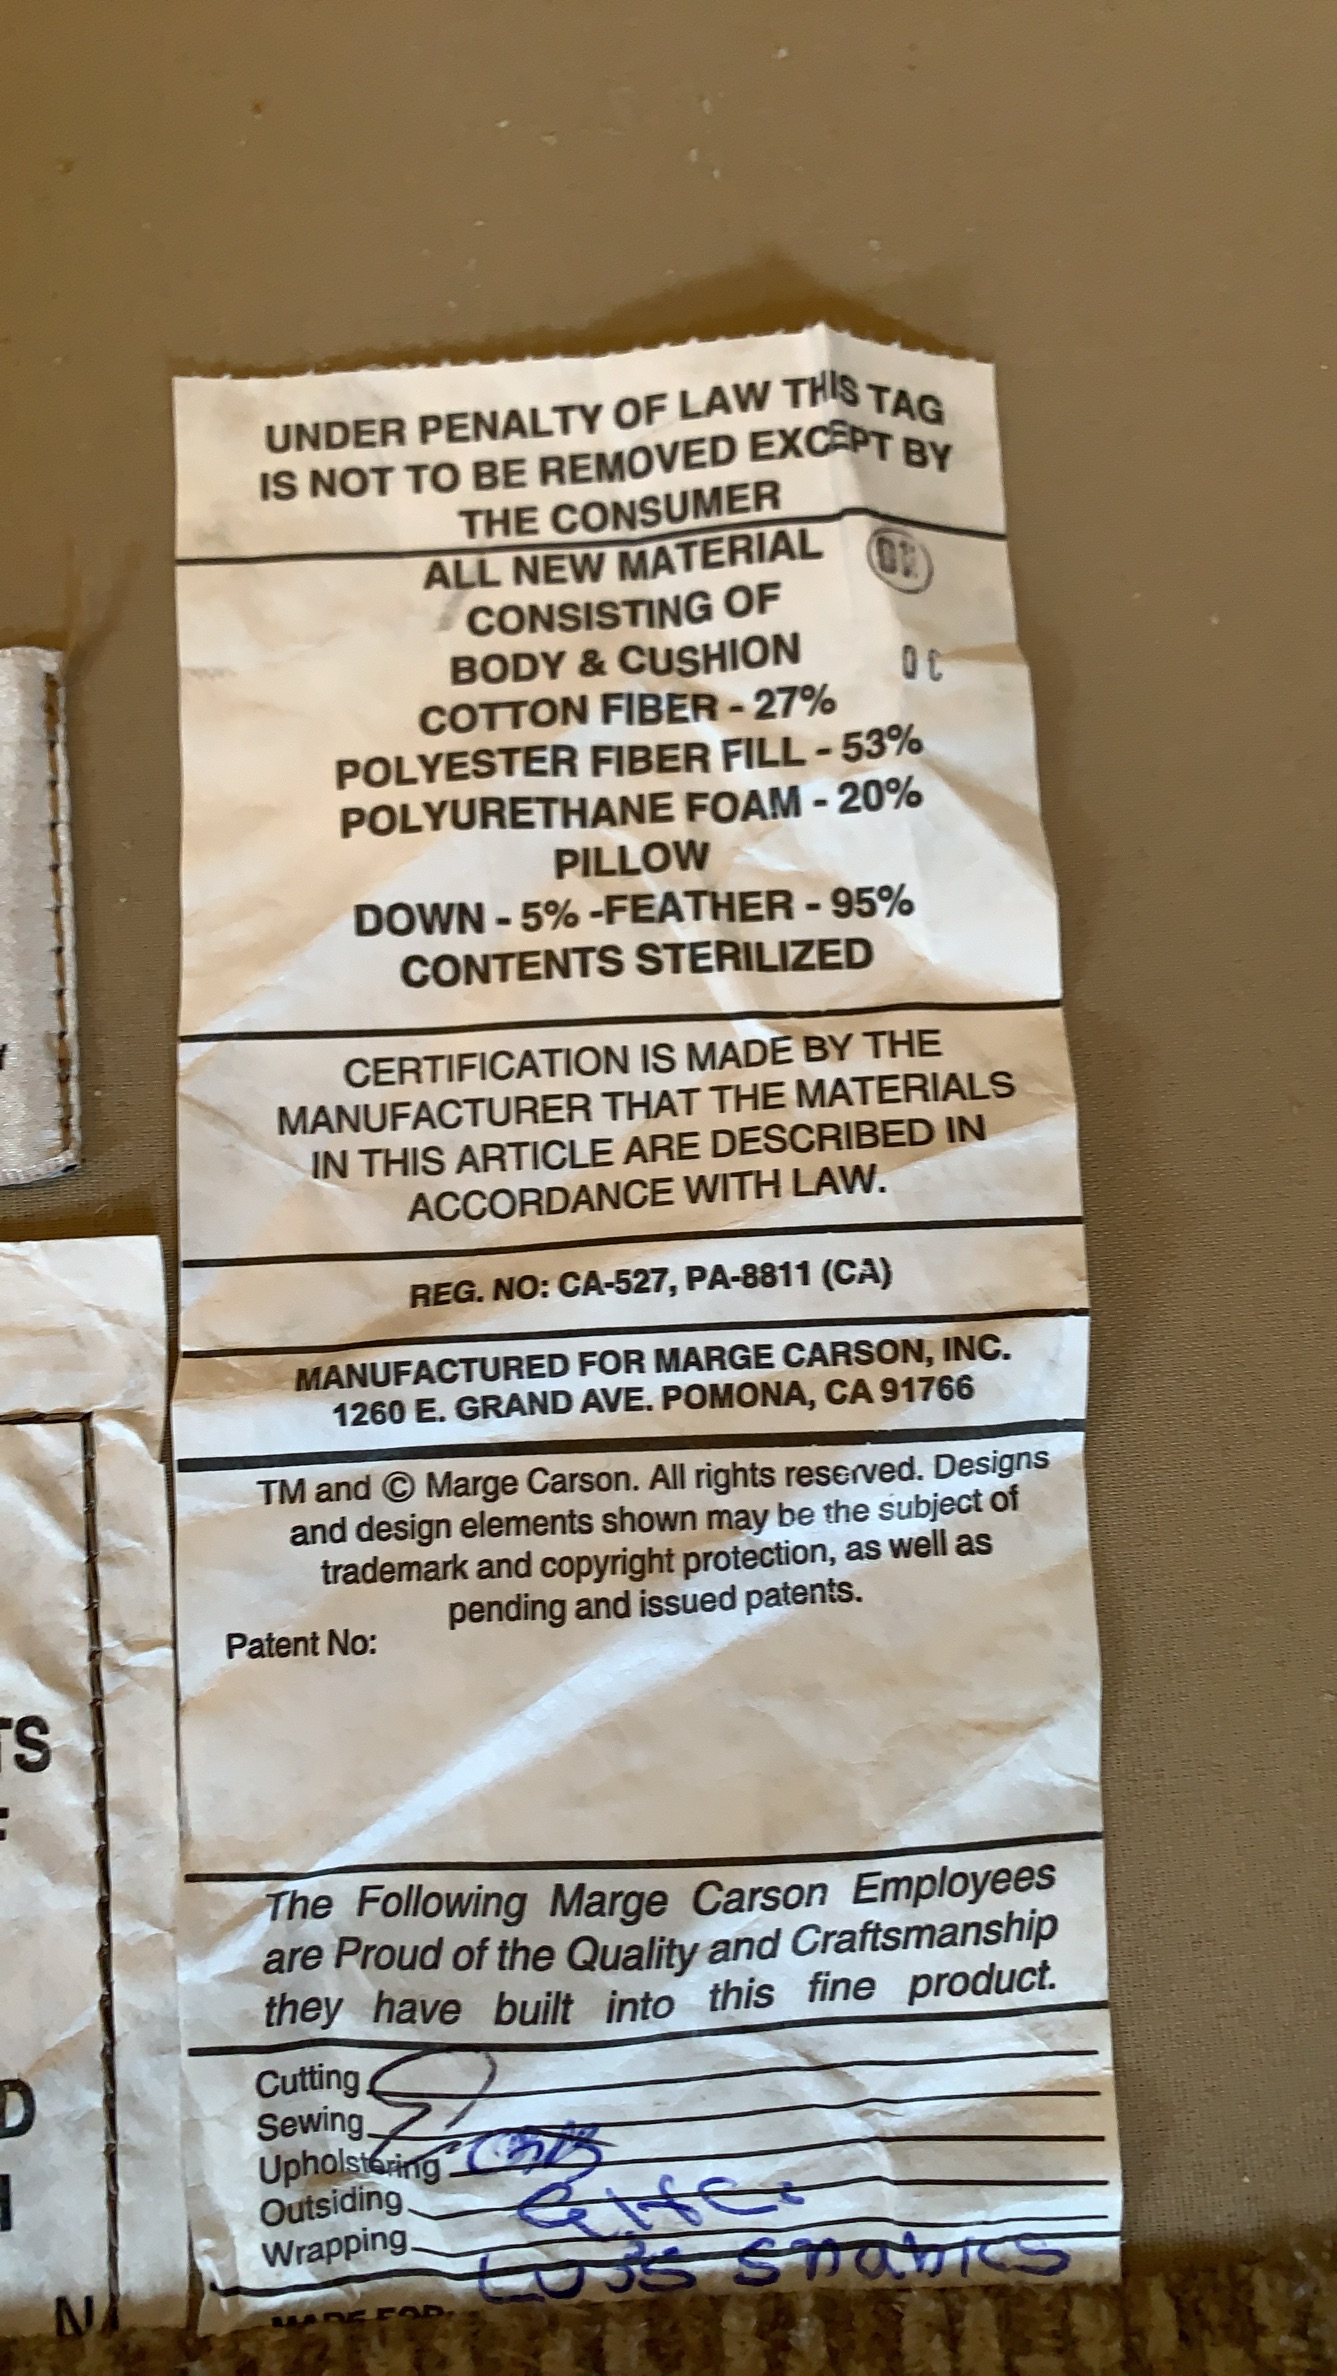 UNDER PENALTY OF LAW THIS TAG
IS NOT TO BE REMOVED EXCEPT BY
THE CONSUMER
ALL NEW MATERIAL
CONSISTING OF
BODY & CUSHION
COTTON FIBER - 27%
POLYESTER FIBER FILL - 53%
POLYURETHANE FOAM - 20%
PILLOW
DOWN - 5% -FEATHER - 95%
CONTENTS STERILIZED
CERTIFICATION IS MADE BY THE
MANUFACTURER THAT THE MATERIALS
IN THIS ARTICLE ARE DESCRIBED IN
ACCORDANCE WITH LAW.
REG. NO: CA-527, PA-8811 (CA)
MANUFACTURED FOR MARGE CARSON, INC.
1260 E. GRAND AVE. POMONA, CA 91766
TM and © Marge Carson. All rights reserved. Designs
and design elements shown may be the subject of
trademark and copyright protection, as well as
pending and issued patents.
Patent No:
The Following Marge Carson Employees
are Proud of the Quality and Craftsmanship
they have built into this fine product.
Cutting
Sewing
Upholstering
Outsiding
Wrapping
MADE FOR:
TS
D